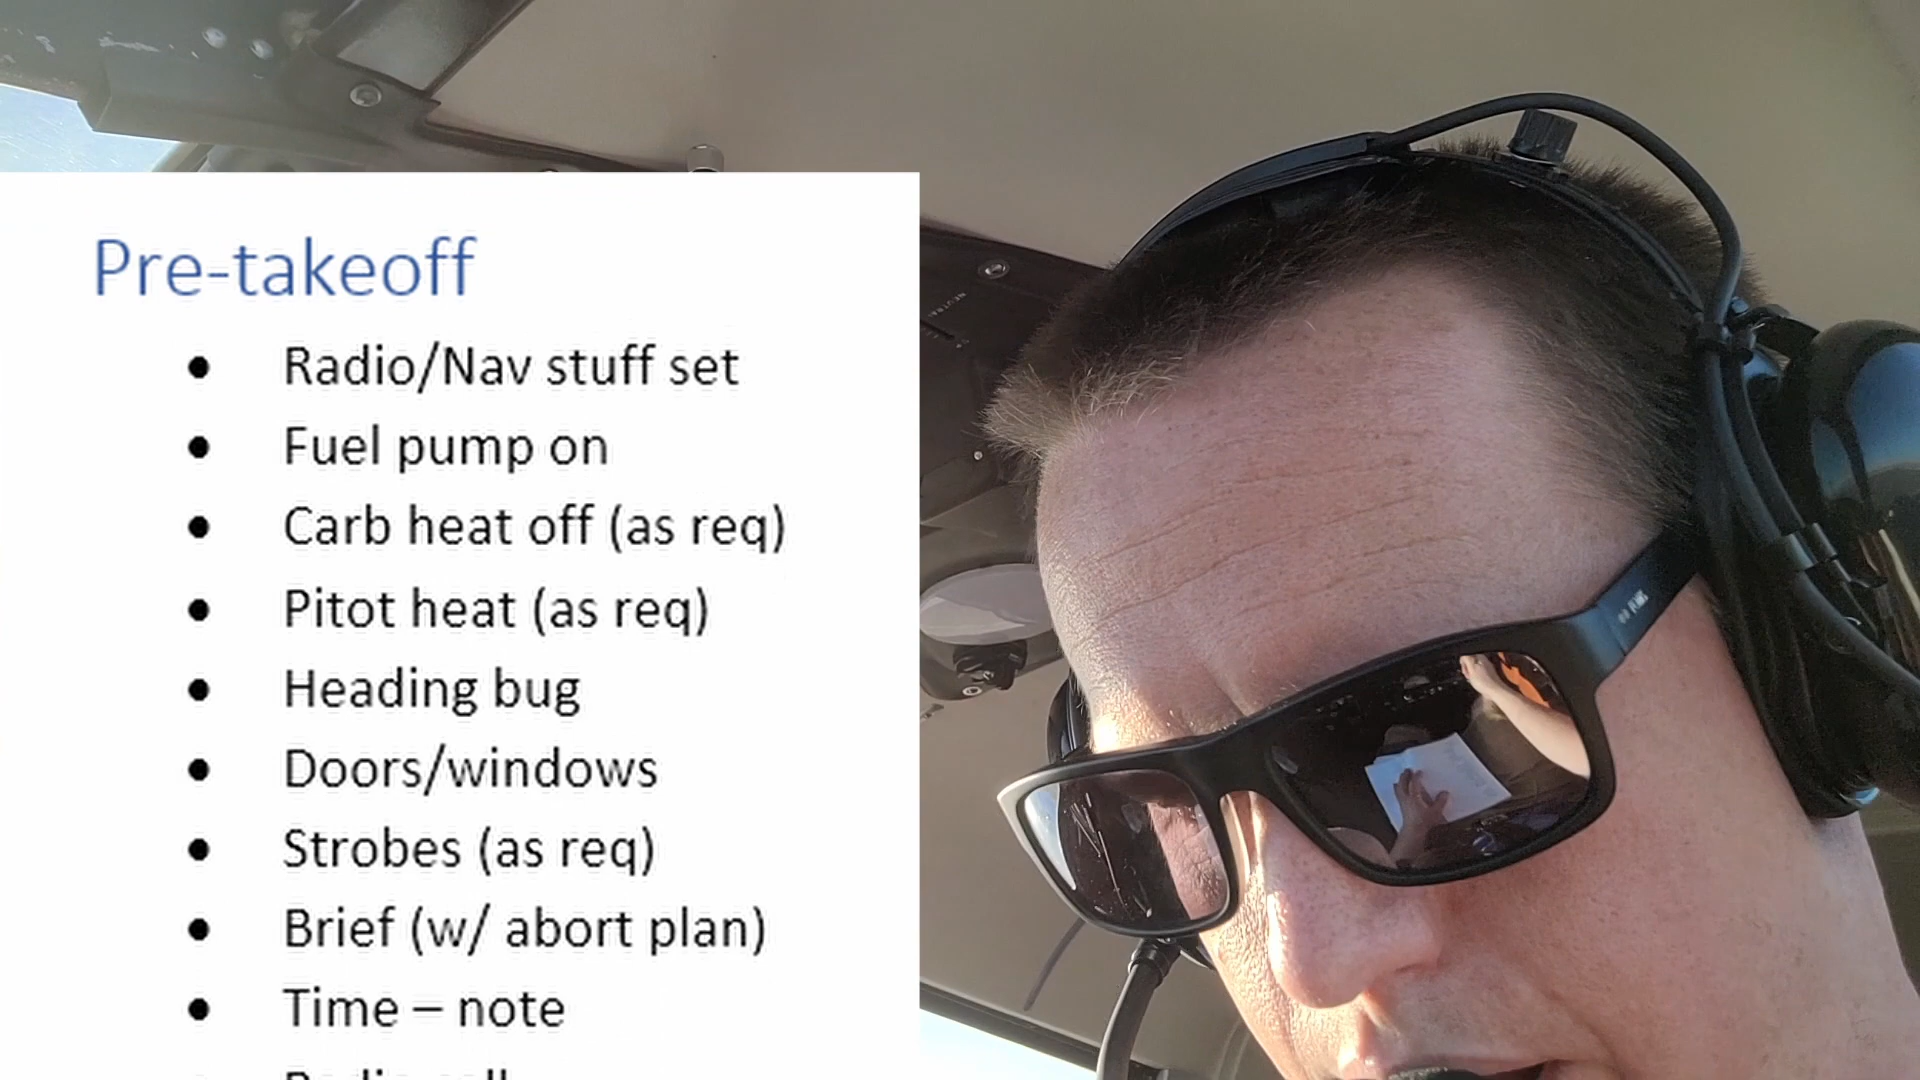 Pre-takeoff
• Radio/Nav stuff set
• Fuel pump on
• Carb heat off (as req)
• Pitot heat (as req)
• Heading bug
• Doors/windows
• Strobes (as req)
• Brief (w/ abort plan)
• Time – note